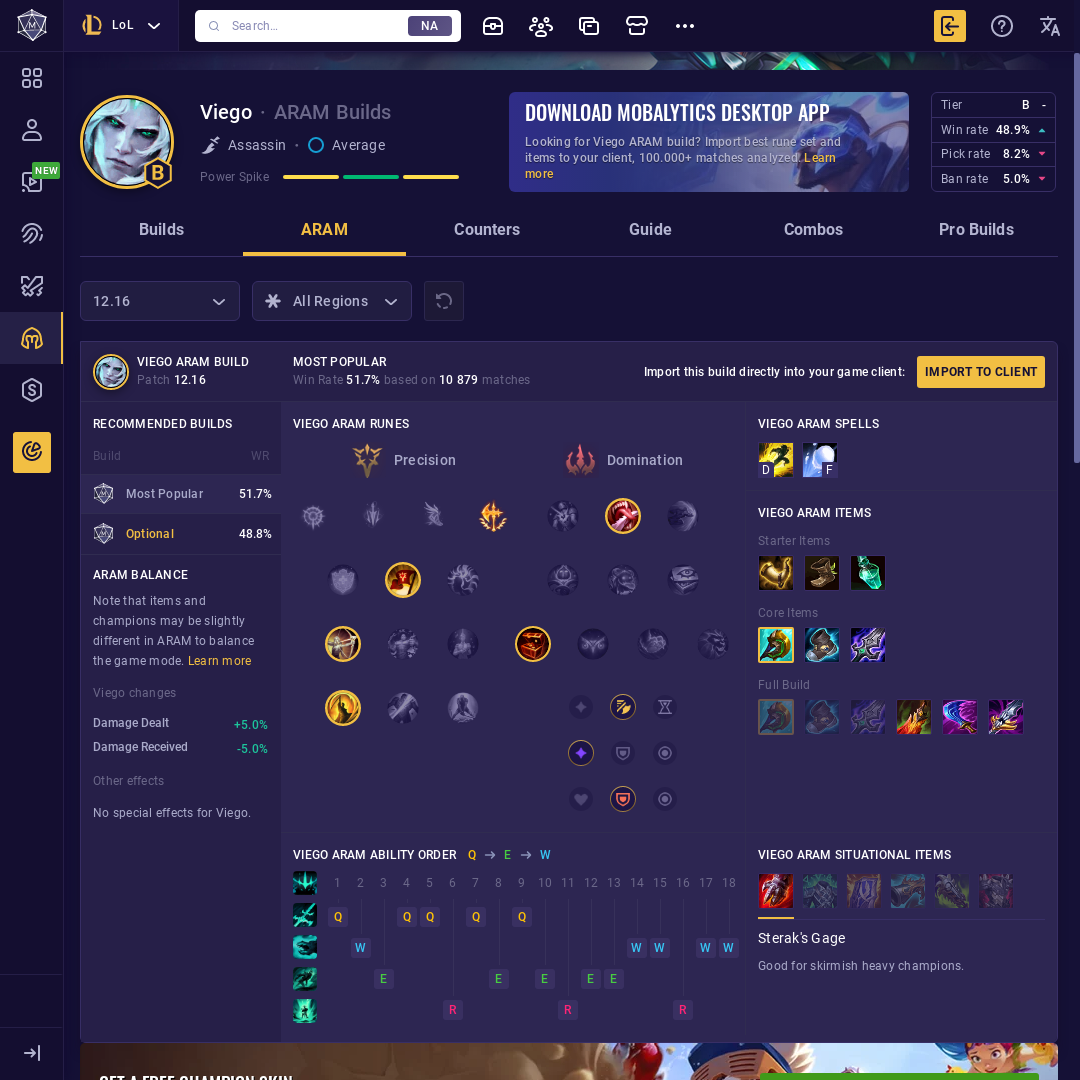 LoL
Search...
NA
NEW
Viego · ARAM Builds
Assassin · Average
Power Spike
B
DOWNLOAD MOBALYTICS DESKTOP APP
Looking for Viego ARAM build? Import best rune set and
items to your client, 100.000+ matches analyzed. Learn
more
Tier B -
Win rate 48.9%
Pick rate 8.2%
Ban rate 5.0%
Builds ARAM Counters Guide Combos Pro Builds
12.16 All Regions
VIEGO ARAM BUILD
Patch 12.16
MOST POPULAR
Win Rate 51.7% based on 10 879 matches
Import this build directly into your game client:
IMPORT TO CLIENT
RECOMMENDED BUILDS
Build WR
Most Popular 51.7%
Optional 48.8%
ARAM BALANCE
Note that items and
champions may be slightly
different in ARAM to balance
the game mode. Learn more
Viego changes
Damage Dealt +5.0%
Damage Received -5.0%
Other effects
No special effects for Viego.
VIEGO ARAM RUNES
Precision Domination
VIEGO ARAM SPELLS
D F
VIEGO ARAM ITEMS
Starter Items
Core Items
Full Build
VIEGO ARAM ABILITY ORDER Q → E → W
1 2 3 4 5 6 7 8 9 10 11 12 13 14 15 16 17 18
Q Q Q Q Q
W W W W W
E E E E E
R R R
VIEGO ARAM SITUATIONAL ITEMS
Sterak's Gage
Good for skirmish heavy champions.
GET A FREE CHAMPION SKIN